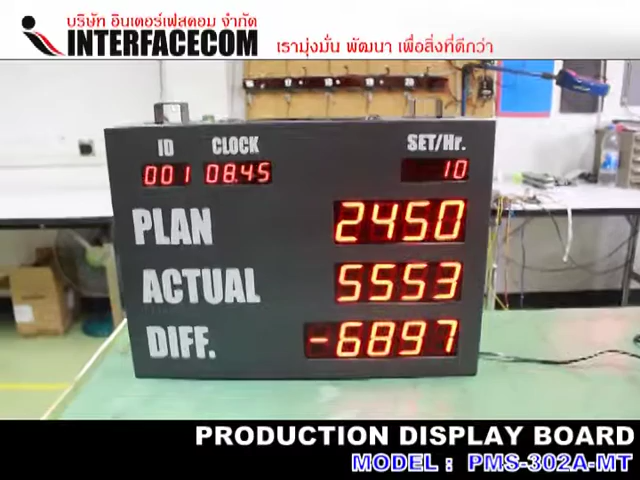 บริษัท อินเตอร์เฟสคอม จำกัด
INTERFACECOM เรามุ่งมั่น พัฒนา เพื่อสิ่งที่ดีกว่า
ID CLOCK SET/Hr.
001 08.45 10
PLAN 2450
ACTUAL 5553
DIFF. -6897
PRODUCTION DISPLAY BOARD
MODEL : PMS-302A-MT